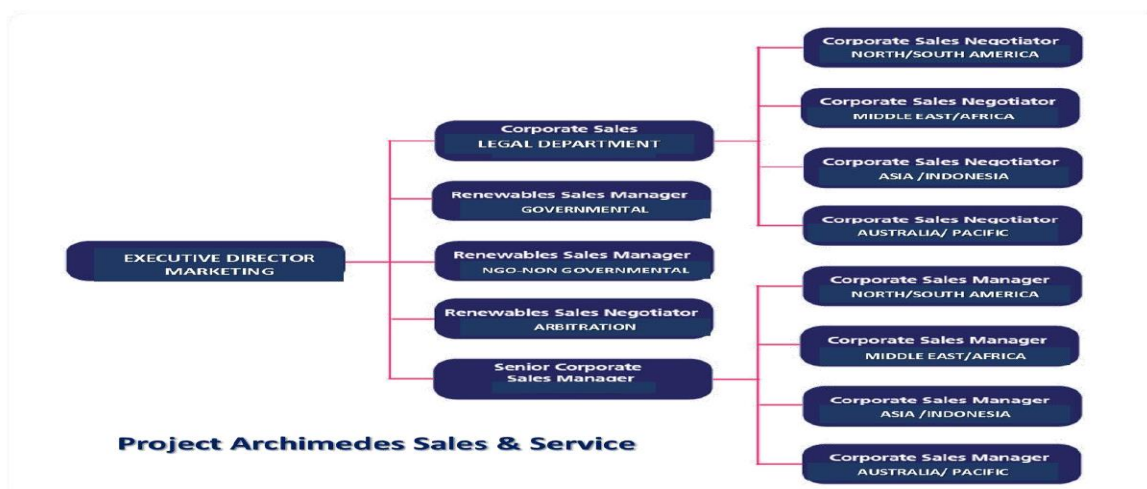 EXECUTIVE DIRECTOR
MARKETING
Corporate Sales
LEGAL DEPARTMENT
Renewables Sales Manager
GOVERNMENTAL
Renewables Sales Manager
NGO-NON GOVERNMENTAL
Renewables Sales Negotiator
ARBITRATION
Senior Corporate
Sales Manager
Corporate Sales Negotiator
NORTH/SOUTH AMERICA
Corporate Sales Negotiator
MIDDLE EAST/AFRICA
Corporate Sales Negotiator
ASIA /INDONESIA
Corporate Sales Negotiator
AUSTRALIA/ PACIFIC
Corporate Sales Manager
NORTH/SOUTH AMERICA
Corporate Sales Manager
MIDDLE EAST/AFRICA
Corporate Sales Manager
ASIA /INDONESIA
Corporate Sales Manager
AUSTRALIA/ PACIFIC
Project Archimedes Sales & Service